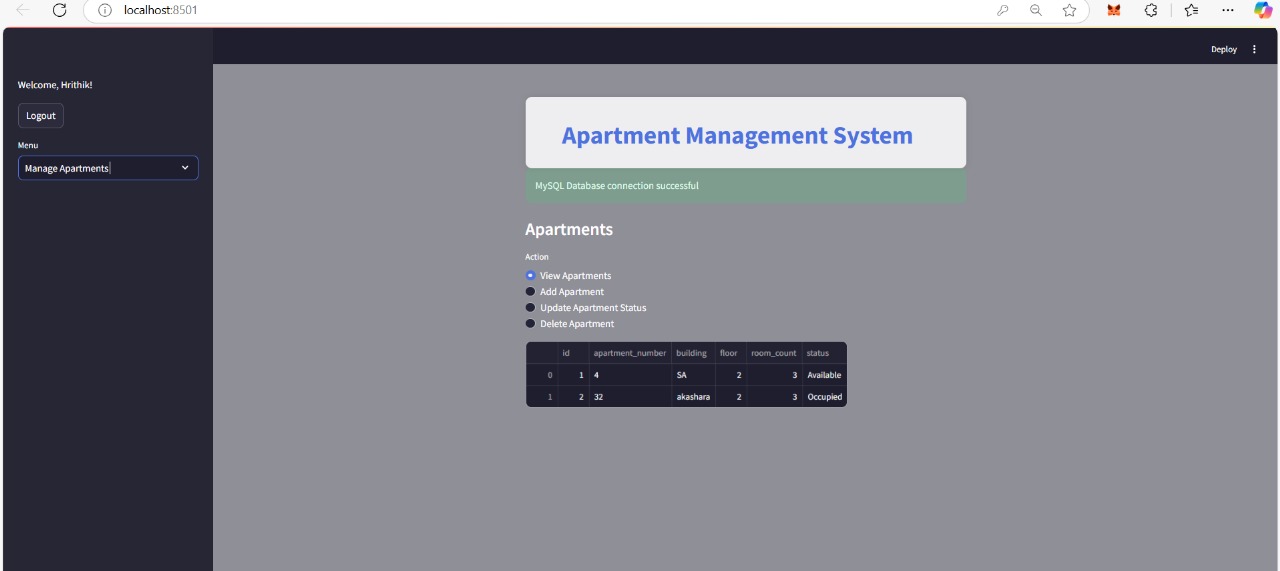 localhost:8501
Deploy
Welcome, Hrithik!
Logout
Menu
Manage Apartments
Apartment Management System
MySQL Database connection successful
Apartments
Action
View Apartments
Add Apartment
Update Apartment Status
Delete Apartment
id apartment_number building floor room_count status
0 1 4 SA 2 3 Available
1 2 32 akashara 2 3 Occupied